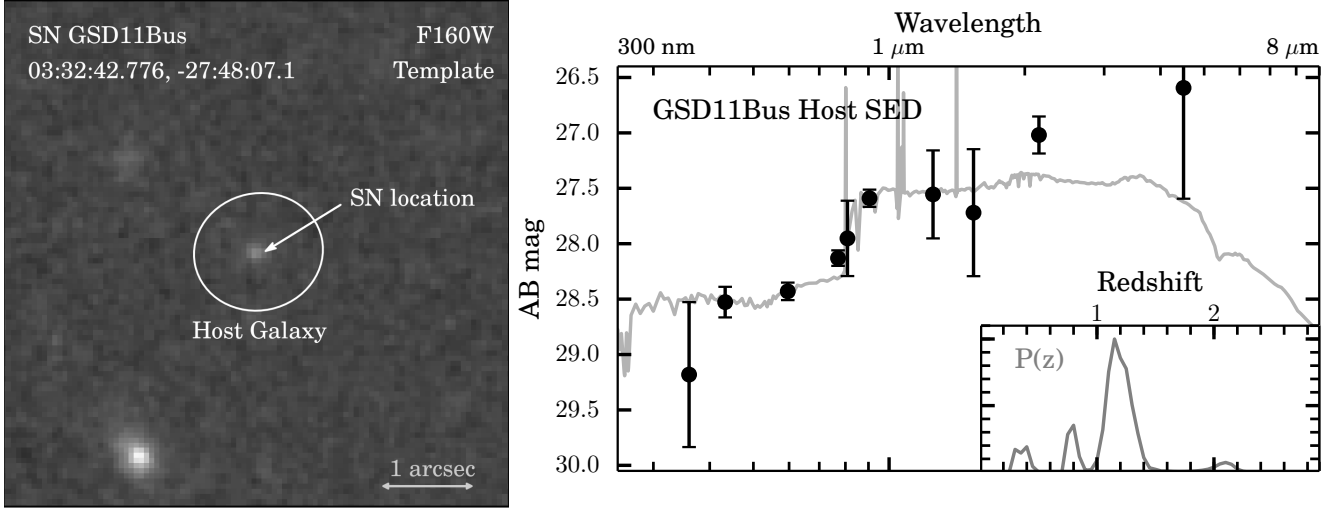 SN GSD11Bus
F160W
03:32:42.776, -27:48:07.1
Template
SN location
Host Galaxy
1 arcsec
Wavelength
300 nm
1 μm
8 μm
GSD11Bus Host SED
AB mag
26.5
27.0
27.5
28.0
28.5
29.0
29.5
30.0
Redshift
1
2
P(z)